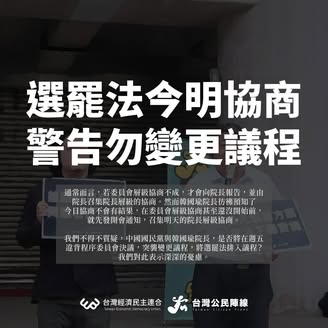 選罷法今明協商
警告勿變更議程
通常而言，若委員會層級協商不成，才會向院長報告，並由
院長召集院長層級的協商。然而韓國瑜院長彷彿預知了
今日協商不會有結果，在委員會層級協商甚至還沒開始前，
就先發開會通知，召集明天的院長層級協商。
我們不得不質疑，中國國民黨與韓國瑜院長，是否將在週五
違背程序委員會決議，突襲變更議程，將選罷法排入議程？
我們對此表示深深的憂慮。
台灣經濟民主連合
Taiwan Economic Democracy Union
台灣公民陣線
Taiwan Citizen Front